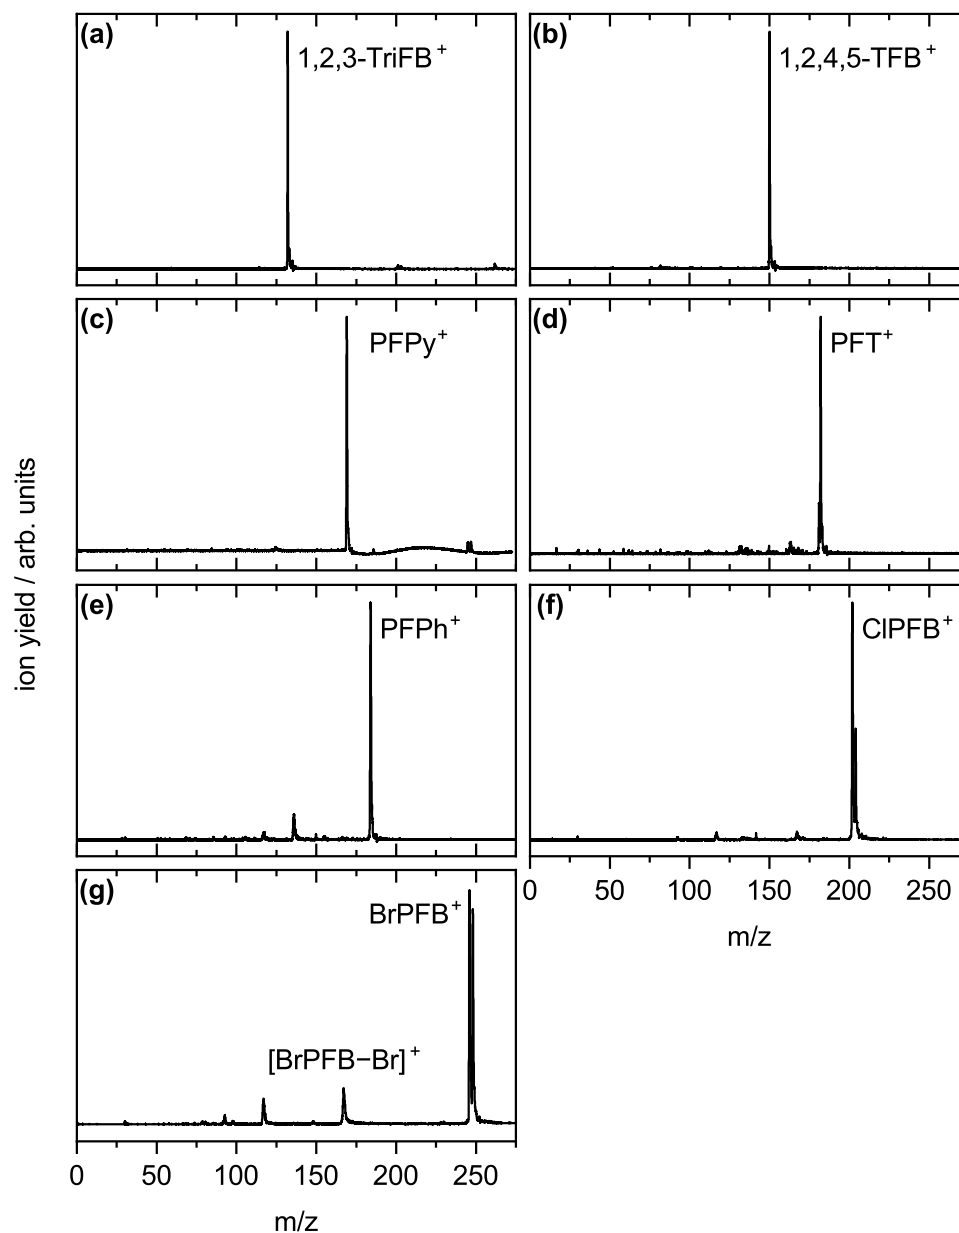 (a)
1,2,3-TriFB+
(b)
1,2,4,5-TFB+
(c)
PFPy+
(d)
PFT+
ion yield / arb. units
(e)
PFPh+
(f)
ClPFB+
0 50 100 150 200 250
m/z
(g)
BrPFB+
[BrPFB−Br]+
0 50 100 150 200 250
m/z